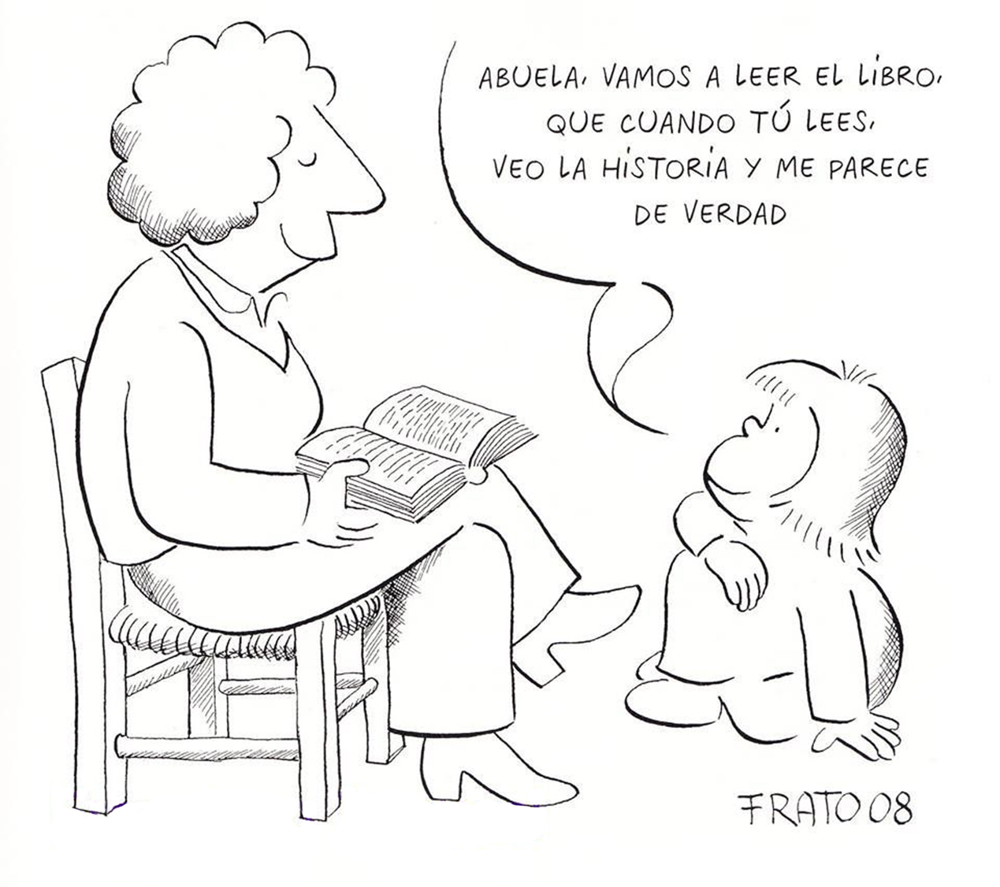 ABUELA, VAMOS A LEER EL LIBRO,
QUE CUANDO TÚ LEES,
VEO LA HISTORIA Y ME PARECE
DE VERDAD
FRATO 08